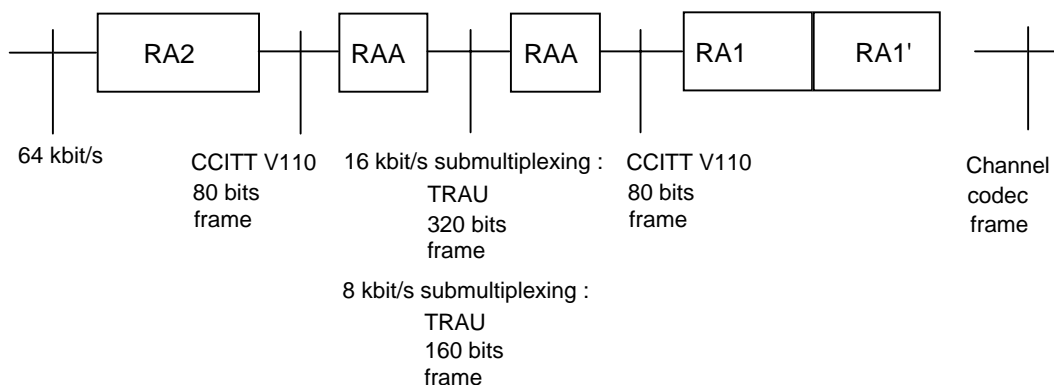 RA2
RAA
RAA
RA1
RA1'
64 kbit/s
CCITT V110
80 bits
frame
16 kbit/s submultiplexing :
TRAU
320 bits
frame
8 kbit/s submultiplexing :
TRAU
160 bits
frame
CCITT V110
80 bits
frame
Channel
codec
frame